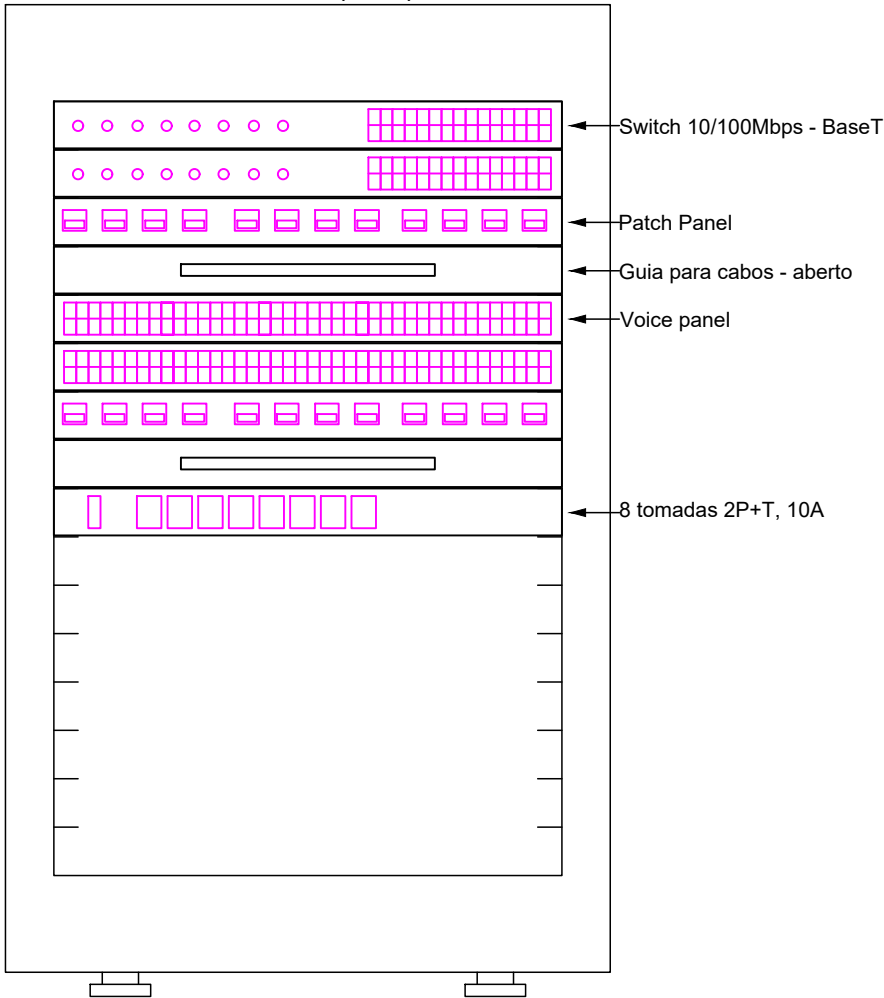 Switch 10/100Mbps - BaseT
Patch Panel
Guia para cabos - aberto
Voice panel
8 tomadas 2P+T, 10A